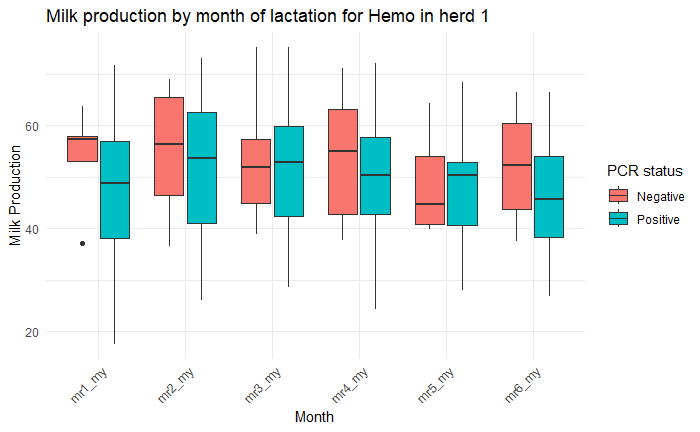 Milk production by month of lactation for Hemo in herd 1
Milk Production
60
40
20
mr1_my
mr2_my
mr3_my
mr4_my
mr5_my
mr6_my
Month
PCR status
Negative
Positive